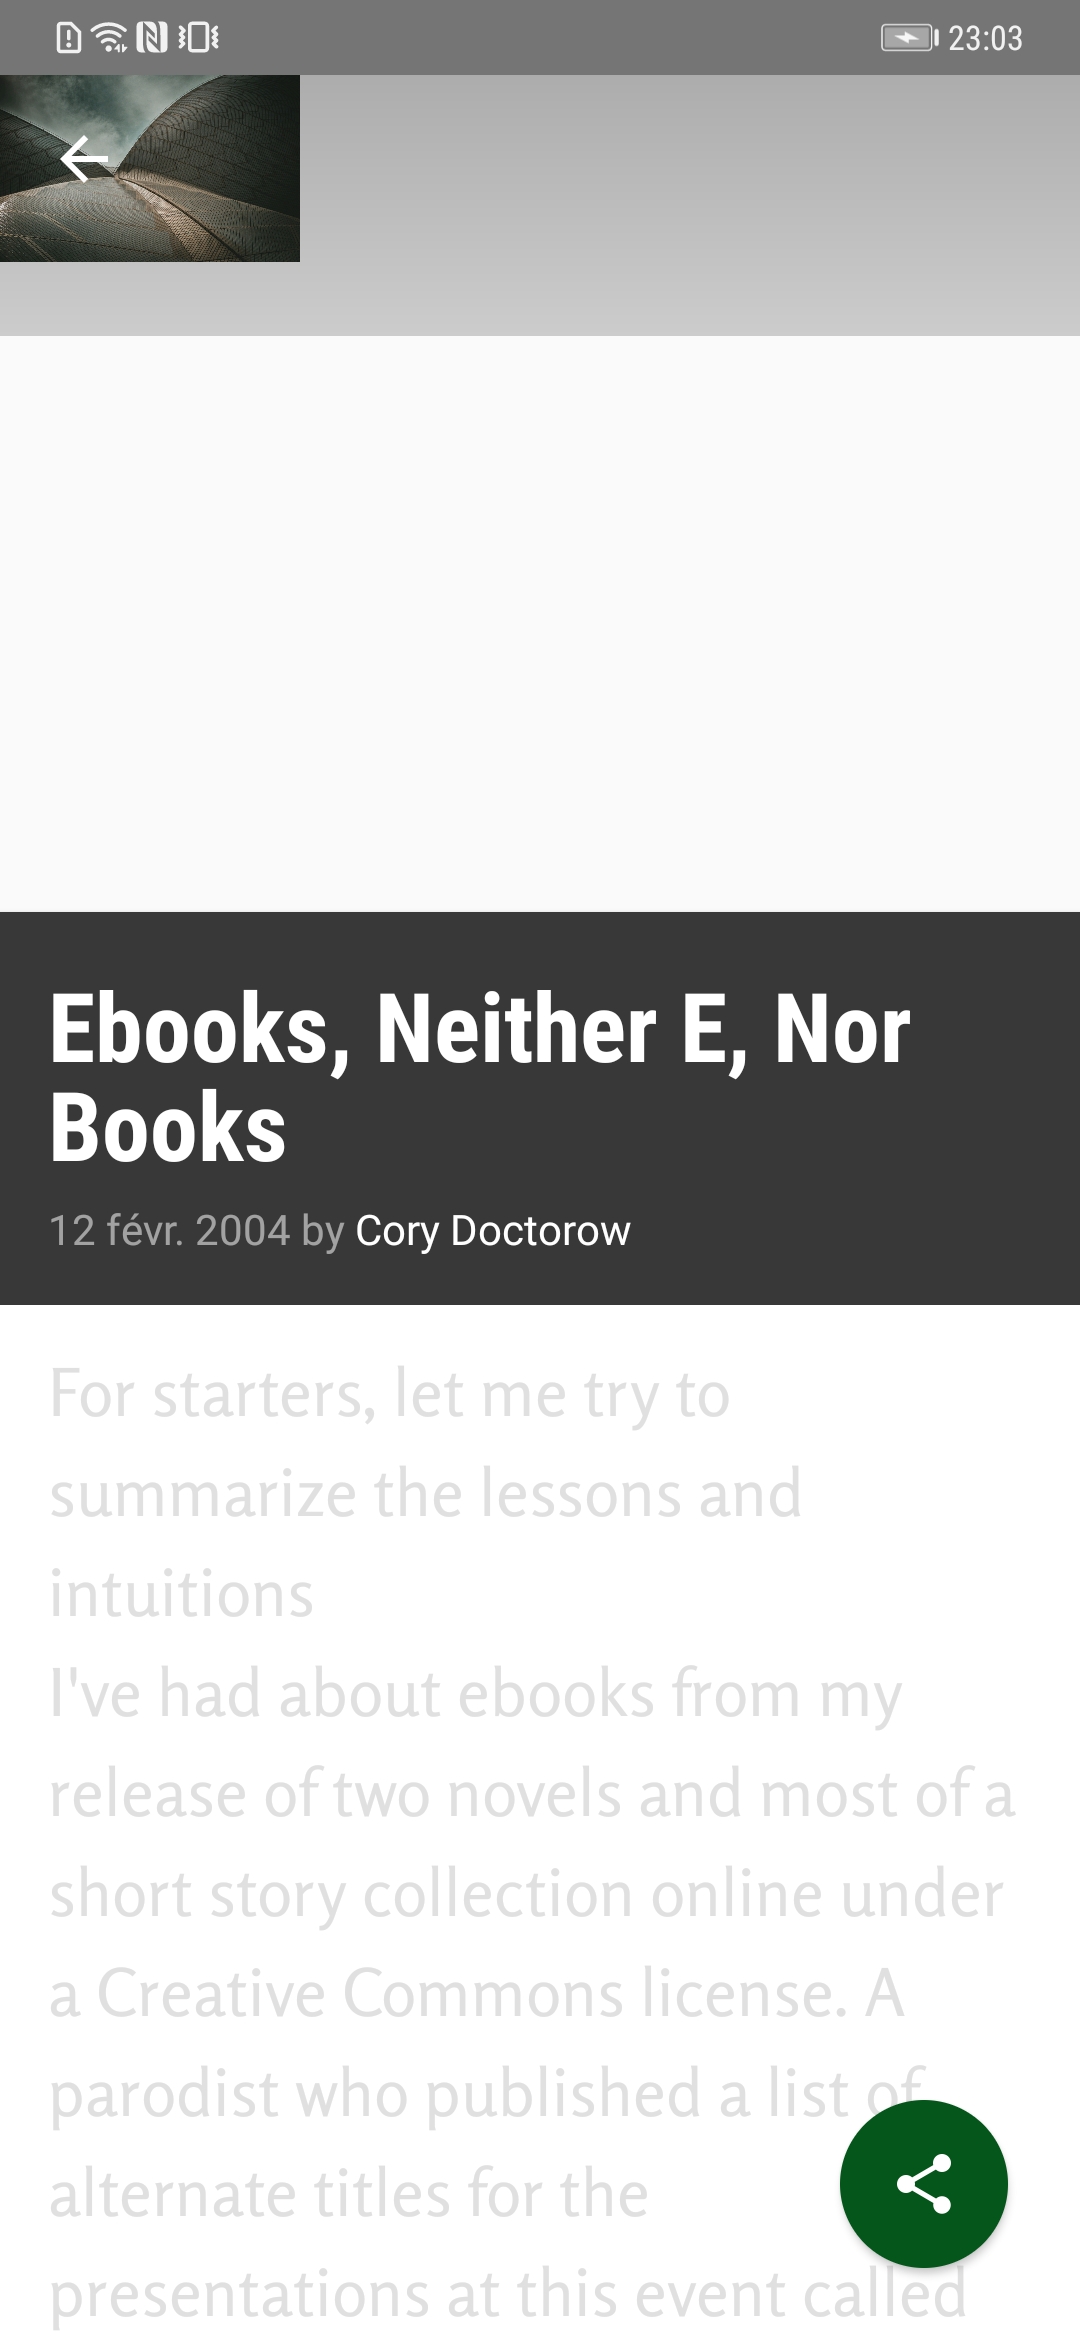 23:03
Ebooks, Neither E, Nor
Books
12 févr. 2004 by Cory Doctorow
For starters, let me try to
summarize the lessons and
intuitions
I've had about ebooks from my
release of two novels and most of a
short story collection online under
a Creative Commons license. A
parodist who published a list of
alternate titles for the
presentations at this event called